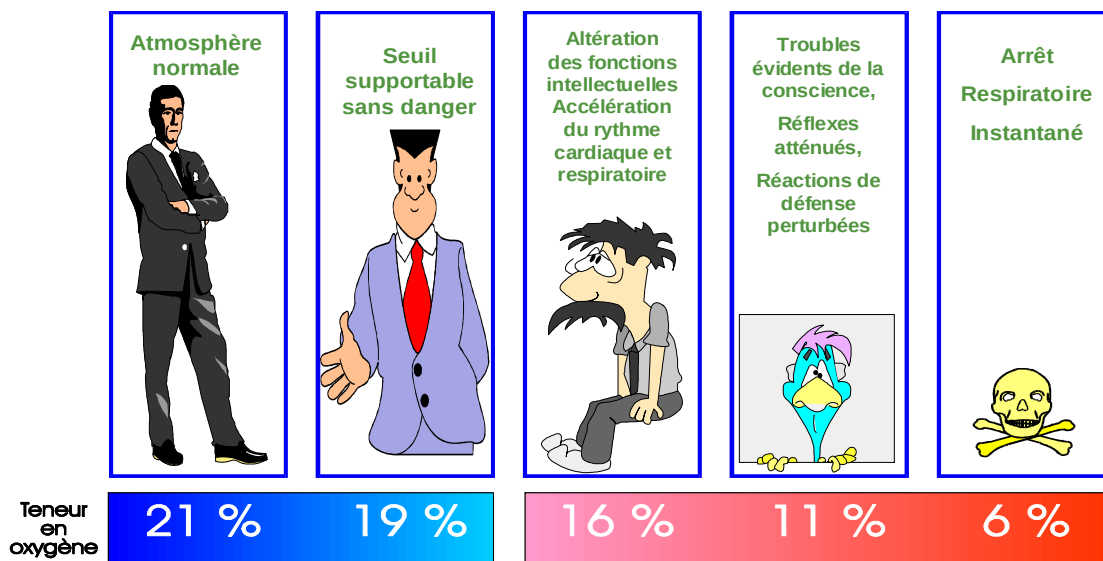 Atmosphère
normale
Seuil
supportable
sans danger
Altération
des fonctions
intellectuelles
Accélération
du rythme
cardiaque et
respiratoire
Troubles
évidents de la
conscience,
Réflexes
atténués,
Réactions de
défense
perturbées
Arrêt
Respiratoire
Instantané
Teneur
en
oxygène
21 %
19 %
16 %
11 %
6 %